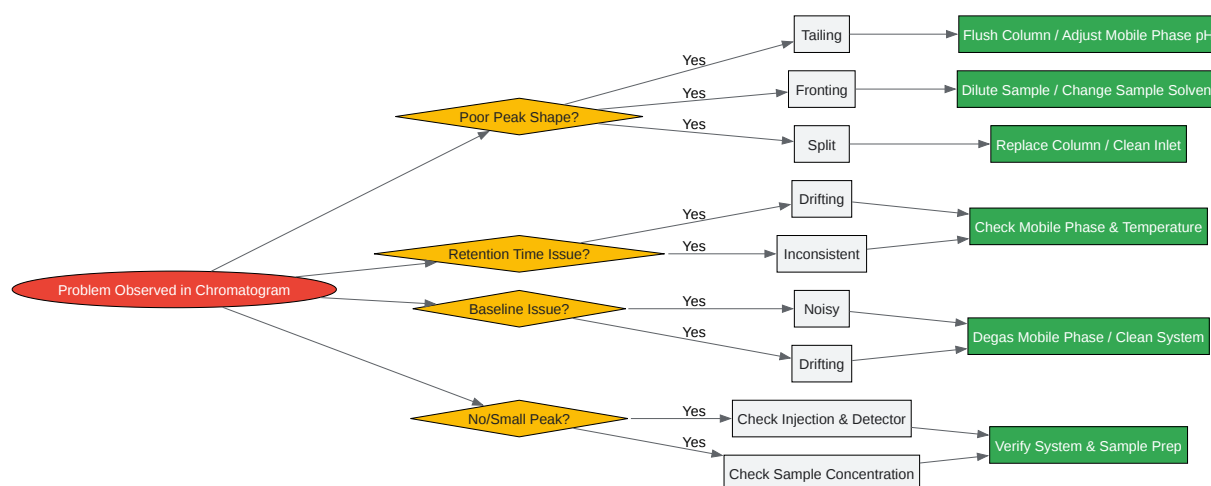 Problem Observed in Chromatogram
Poor Peak Shape?
Yes
Tailing
Flush Column / Adjust Mobile Phase pH
Yes
Fronting
Dilute Sample / Change Sample Solven
Yes
Split
Replace Column / Clean Inlet
Retention Time Issue?
Yes
Drifting
Yes
Inconsistent
Check Mobile Phase & Temperature
Baseline Issue?
Yes
Noisy
Yes
Drifting
Degas Mobile Phase / Clean System
No/Small Peak?
Yes
Check Injection & Detector
Yes
Check Sample Concentration
Verify System & Sample Prep